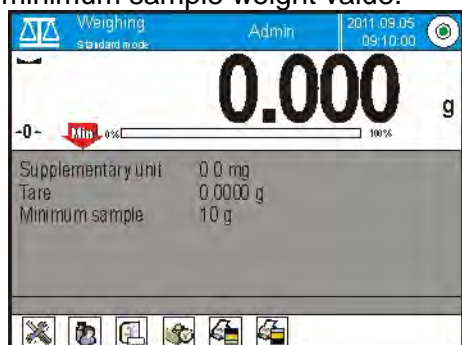 minimum sample weight value.
Weighing Admin 2011.09.05
Standard mode 09:10:00
0.000 g
-0- Min 0% 100%
Supplementary unit 0.0 mg
Tare 0.0000 g
Minimum sample 10 g